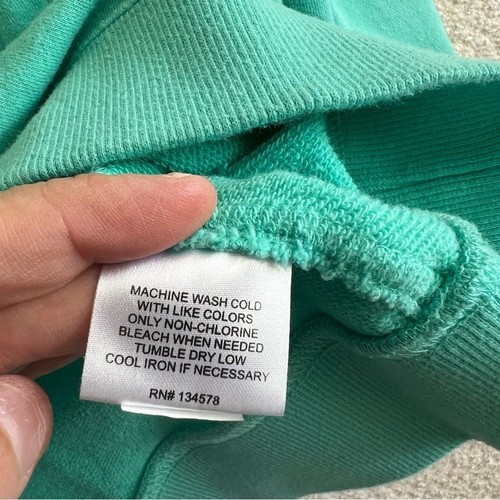 MACHINE WASH COLD
WITH LIKE COLORS
ONLY NON-CHLORINE
BLEACH WHEN NEEDED
TUMBLE DRY LOW
COOL IRON IF NECESSARY
RN# 134578